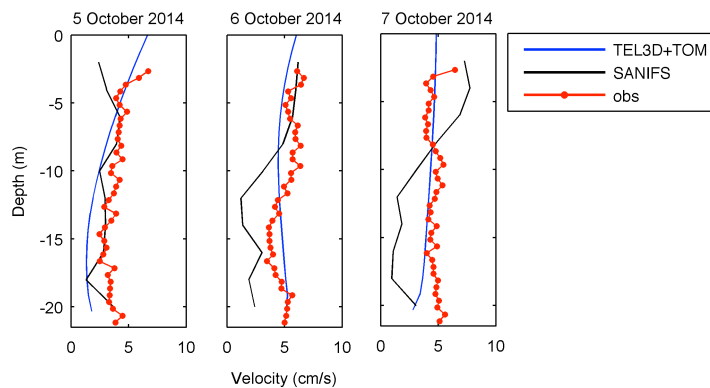 5 October 2014
6 October 2014
7 October 2014
TEL3D+TOM
SANIFS
obs
Depth (m)
0
-5
-10
-15
-20
0 5 10
0 5 10
0 5 10
Velocity (cm/s)